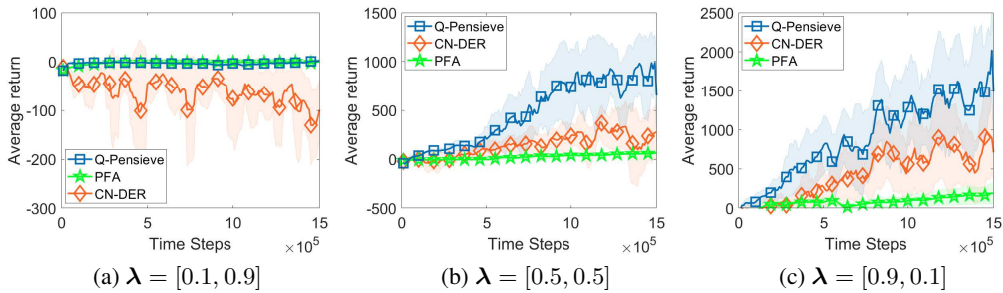 100
0
-100
-200
-300
Average return
Q-Pensieve
PFA
CN-DER
0
5
10
15
Time Steps
×10^5
(a) λ = [0.1, 0.9]
1500
1000
500
0
-500
Average return
Q-Pensieve
CN-DER
PFA
0
5
10
15
Time Steps
×10^5
(b) λ = [0.5, 0.5]
2500
2000
1500
1000
500
0
Average return
Q-Pensieve
CN-DER
PFA
0
5
10
15
Time Steps
×10^5
(c) λ = [0.9, 0.1]